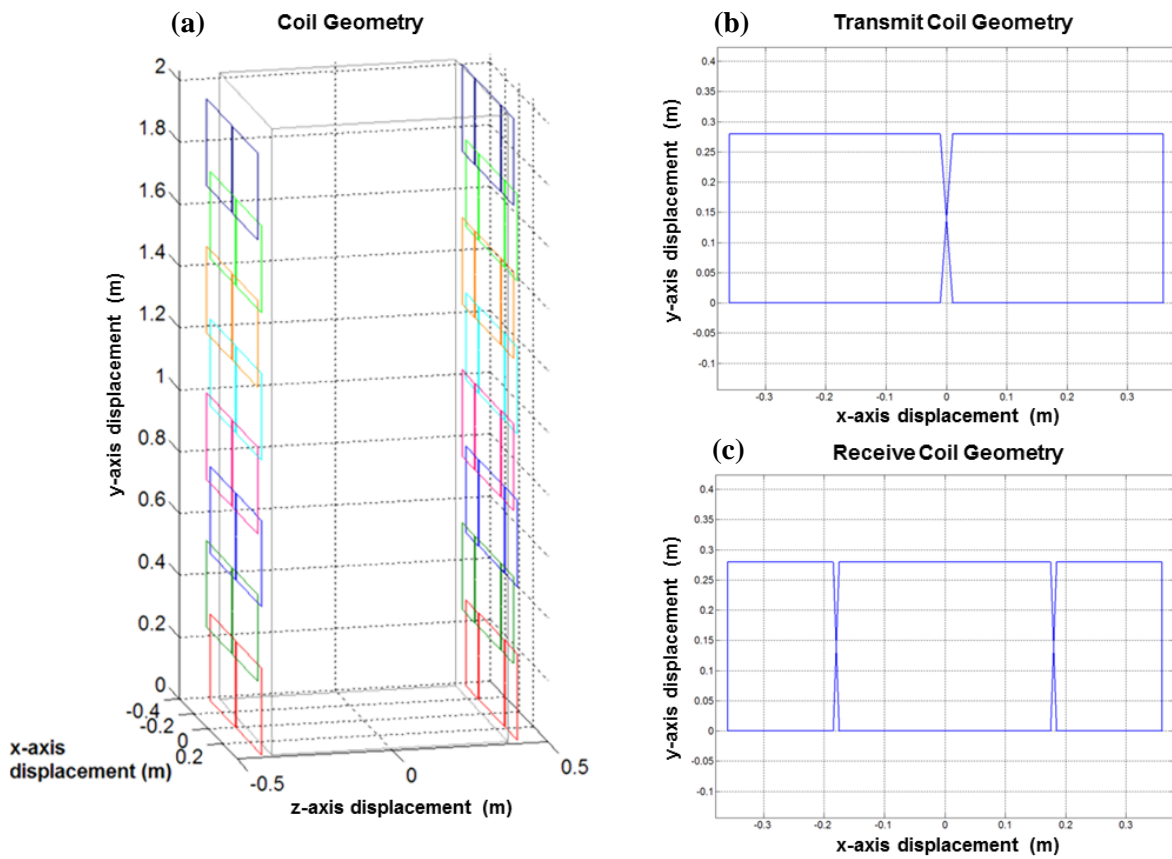 (a)
Coil Geometry
2
1.8
1.6
1.4
1.2
1
0.8
0.6
0.4
0.2
0
y-axis displacement (m)
-0.4
-0.2
0
0.2
x-axis
displacement (m)
-0.5
0
0.5
z-axis displacement (m)
(b)
Transmit Coil Geometry
0.4
0.35
0.3
0.25
0.2
0.15
0.1
0.05
0
-0.05
-0.1
y-axis displacement (m)
-0.3 -0.2 -0.1 0 0.1 0.2 0.3
x-axis displacement (m)
(c)
Receive Coil Geometry
0.4
0.35
0.3
0.25
0.2
0.15
0.1
0.05
0
-0.05
-0.1
y-axis displacement (m)
-0.3 -0.2 -0.1 0 0.1 0.2 0.3
x-axis displacement (m)